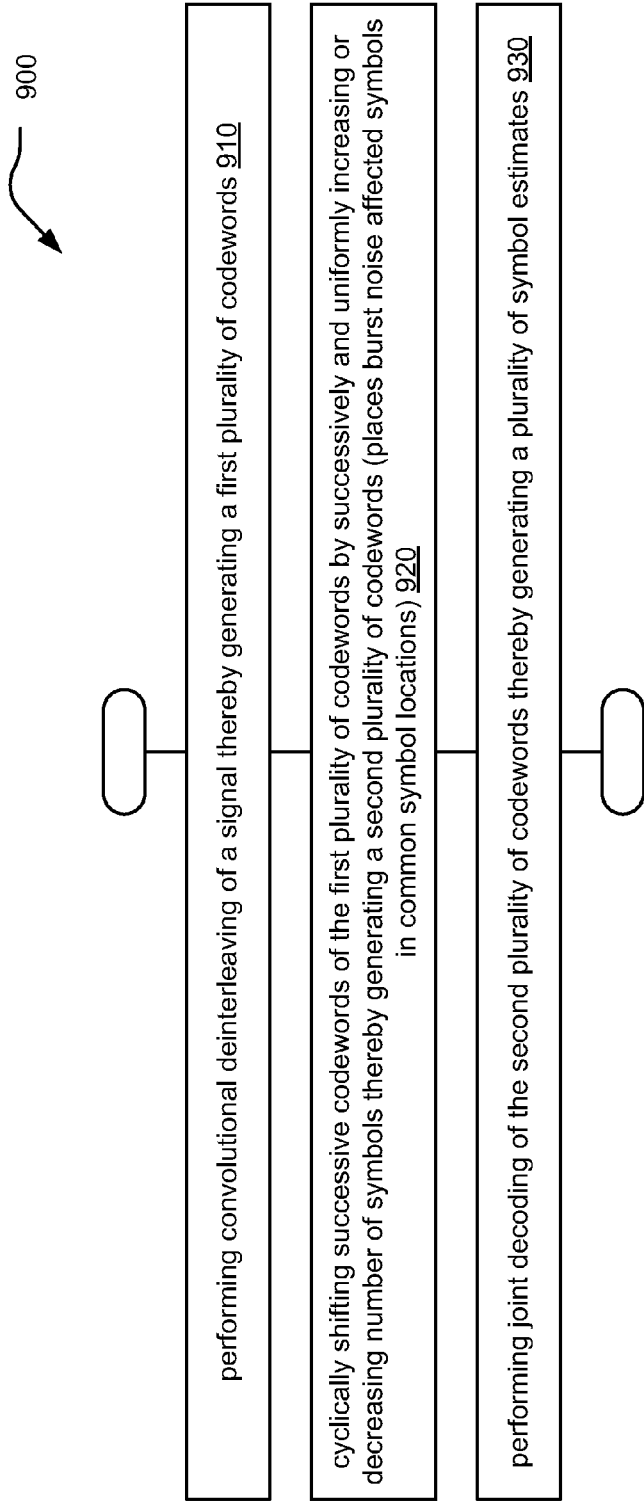 900
performing convolutional deinterleaving of a signal thereby generating a first plurality of codewords 910
cyclically shifting successive codewords of the first plurality of codewords by successively and uniformly increasing or
decreasing number of symbols thereby generating a second plurality of codewords (places burst noise affected symbols
in common symbol locations) 920
performing joint decoding of the second plurality of codewords thereby generating a plurality of symbol estimates 930